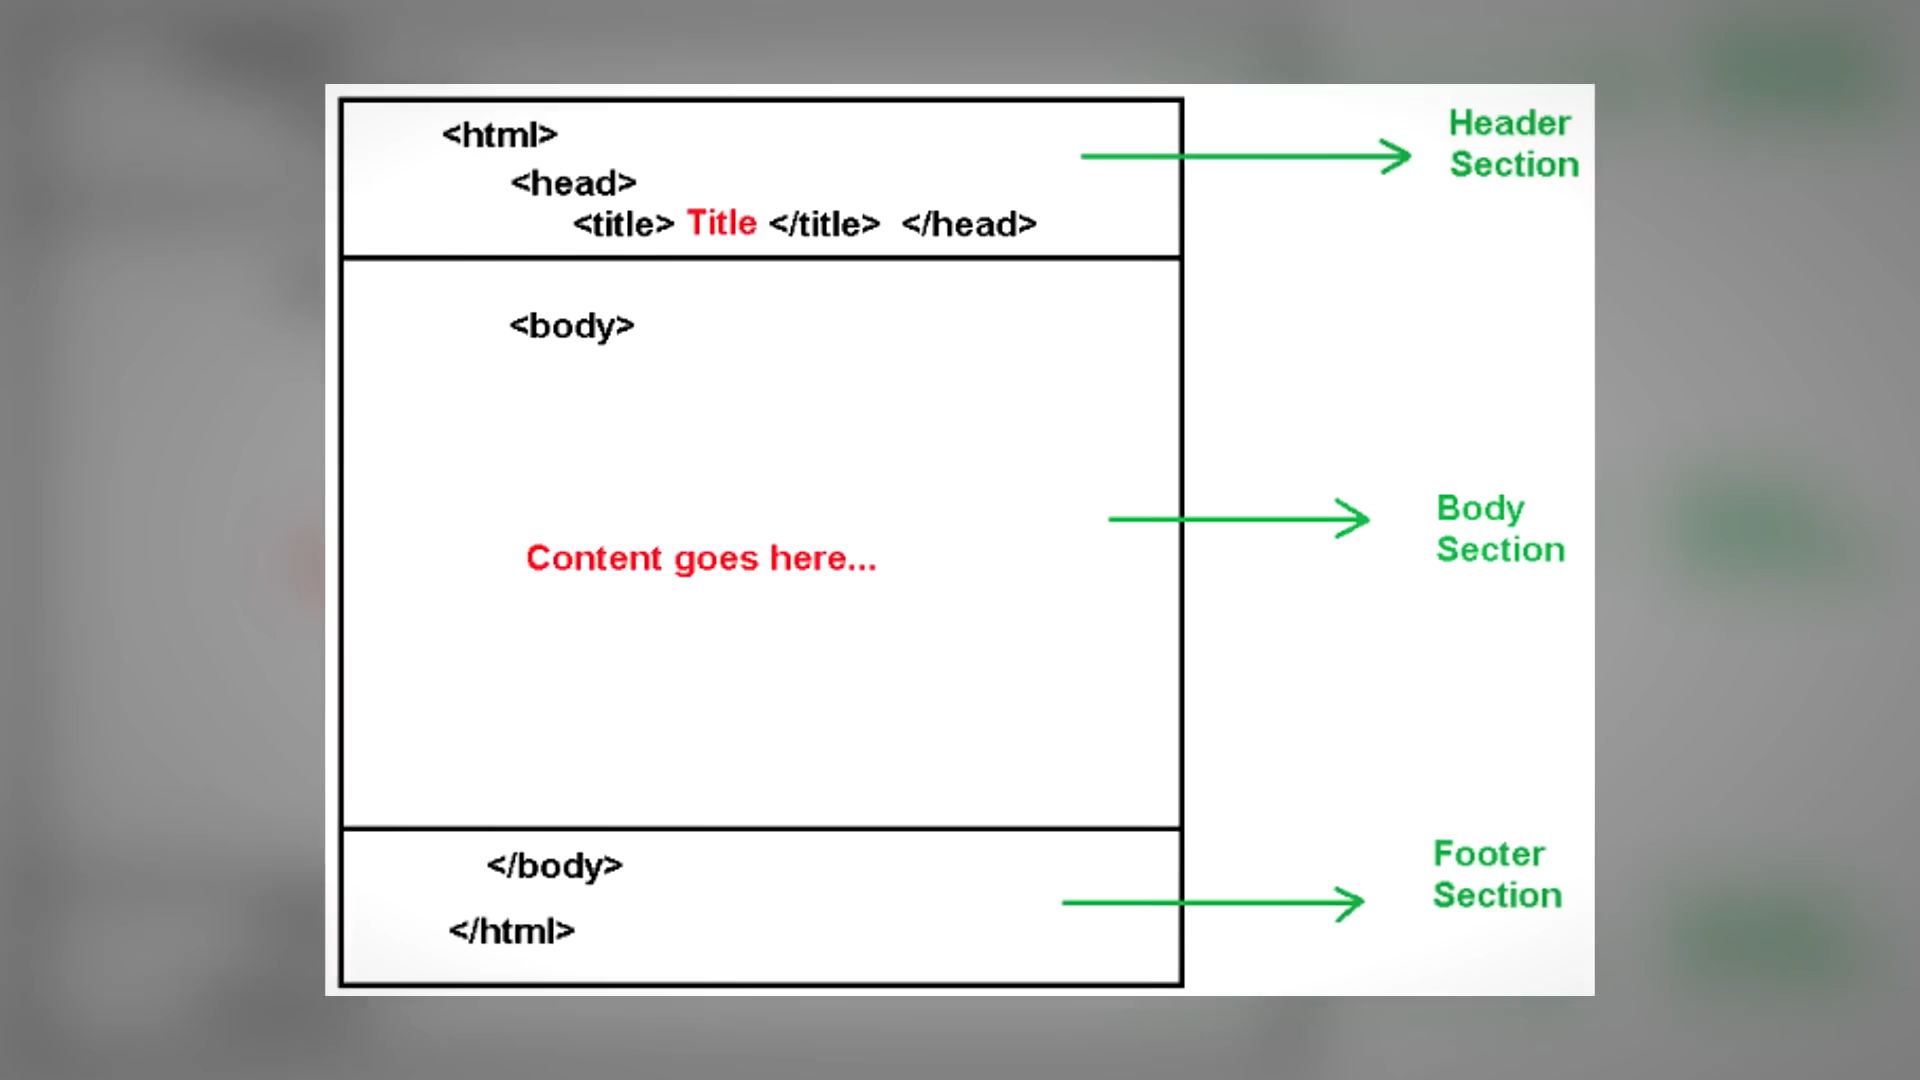 <html>
<head>
<title> Title </title> </head>
Header
Section
<body>
Content goes here...
Body
Section
</body>
</html>
Footer
Section